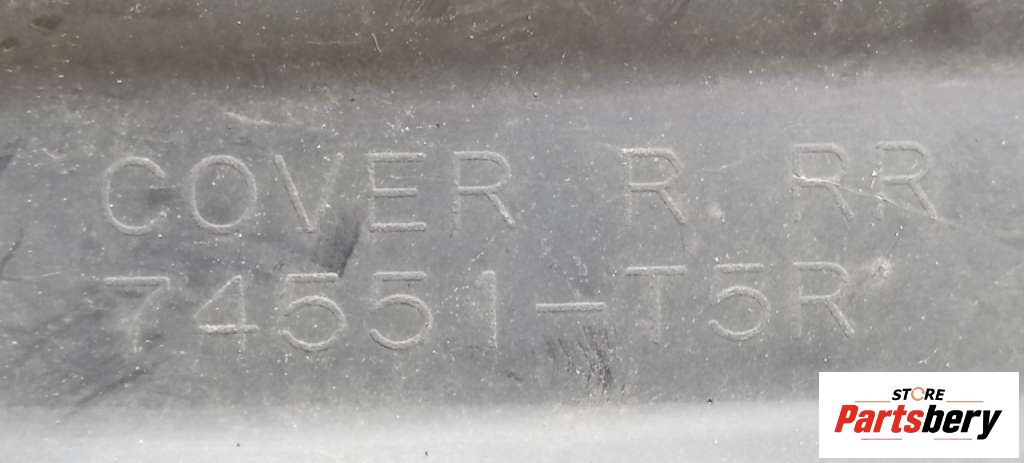 COVER R. RR
74551-T5R
STORE
Partsbery